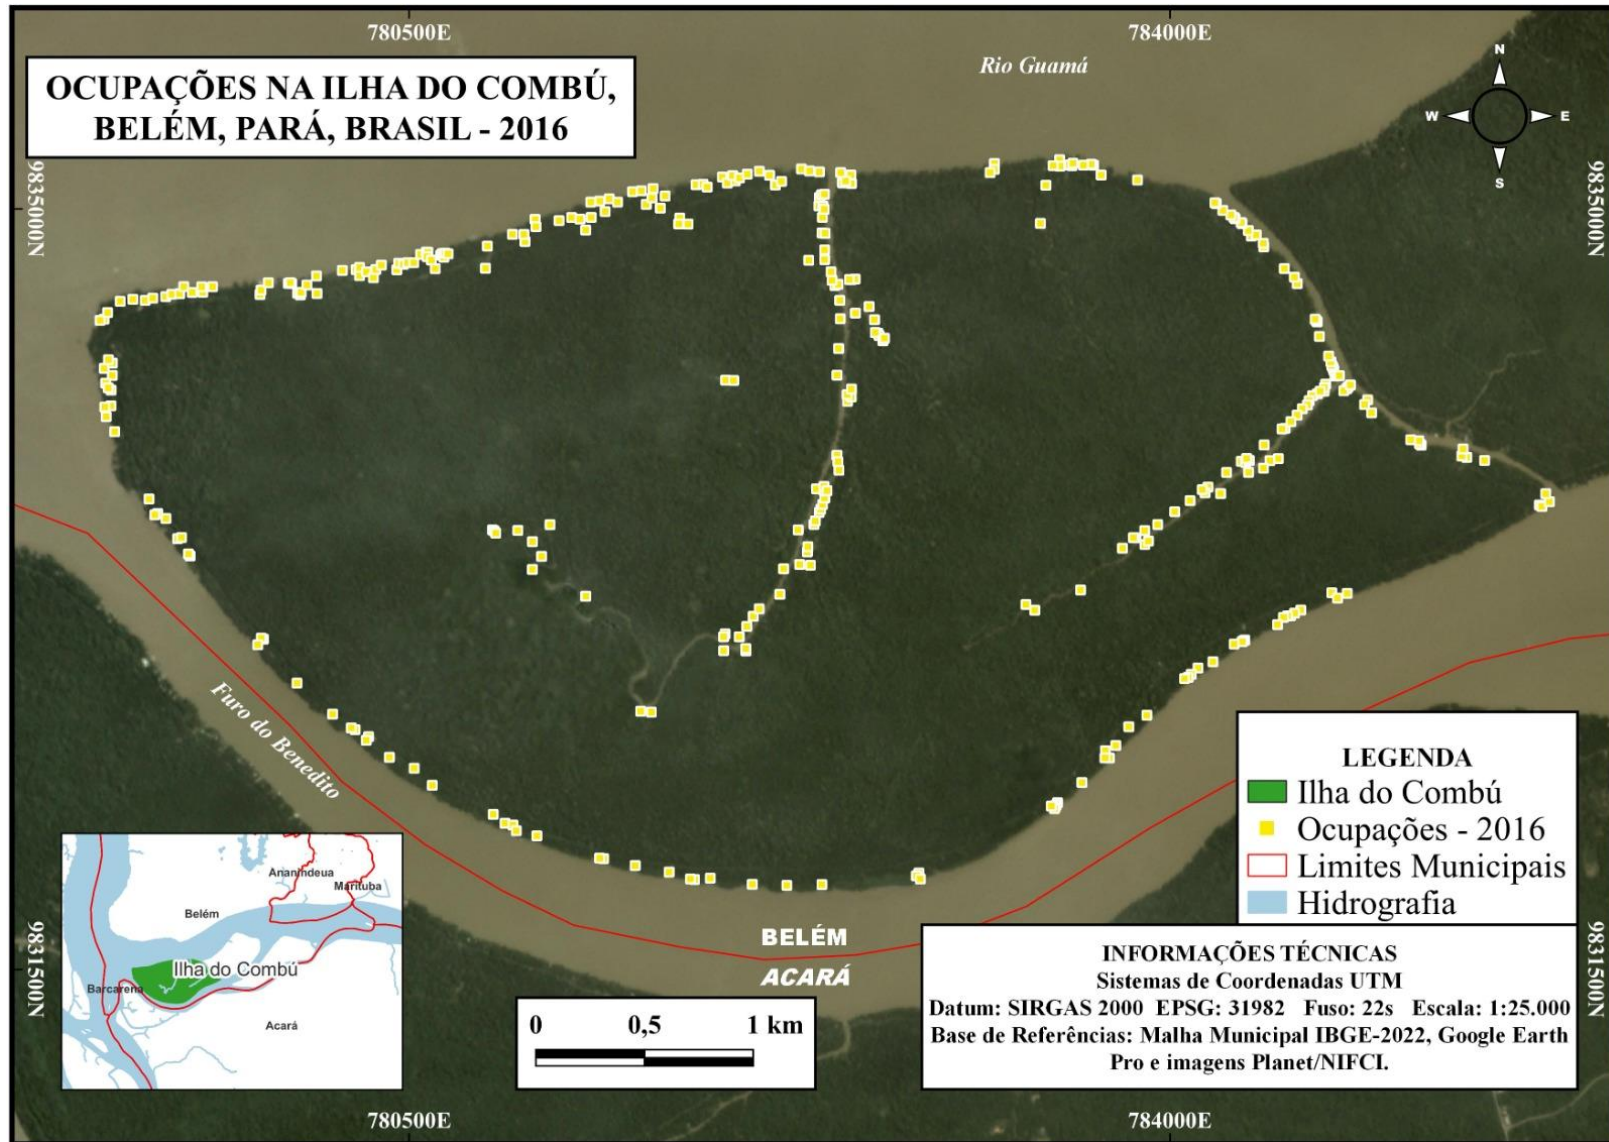 780500E
784000E
OCUPAÇÕES NA ILHA DO COMBÚ,
BELÉM, PARÁ, BRASIL - 2016
Rio Guamá
N
W
E
S
9835000N
9835000N
Furo do Benedito
LEGENDA
Ilha do Combú
Ocupações - 2016
Limites Municipais
Hidrografia
Ananindeua
Marituba
Belém
Ilha do Combú
Barcarena
Acará
BELÉM
ACARÁ
9831500N
9831500N
0 0,5 1 km
INFORMAÇÕES TÉCNICAS
Sistemas de Coordenadas UTM
Datum: SIRGAS 2000 EPSG: 31982 Fuso: 22s Escala: 1:25.000
Base de Referências: Malha Municipal IBGE-2022, Google Earth
Pro e imagens Planet/NIFCI.
780500E
784000E